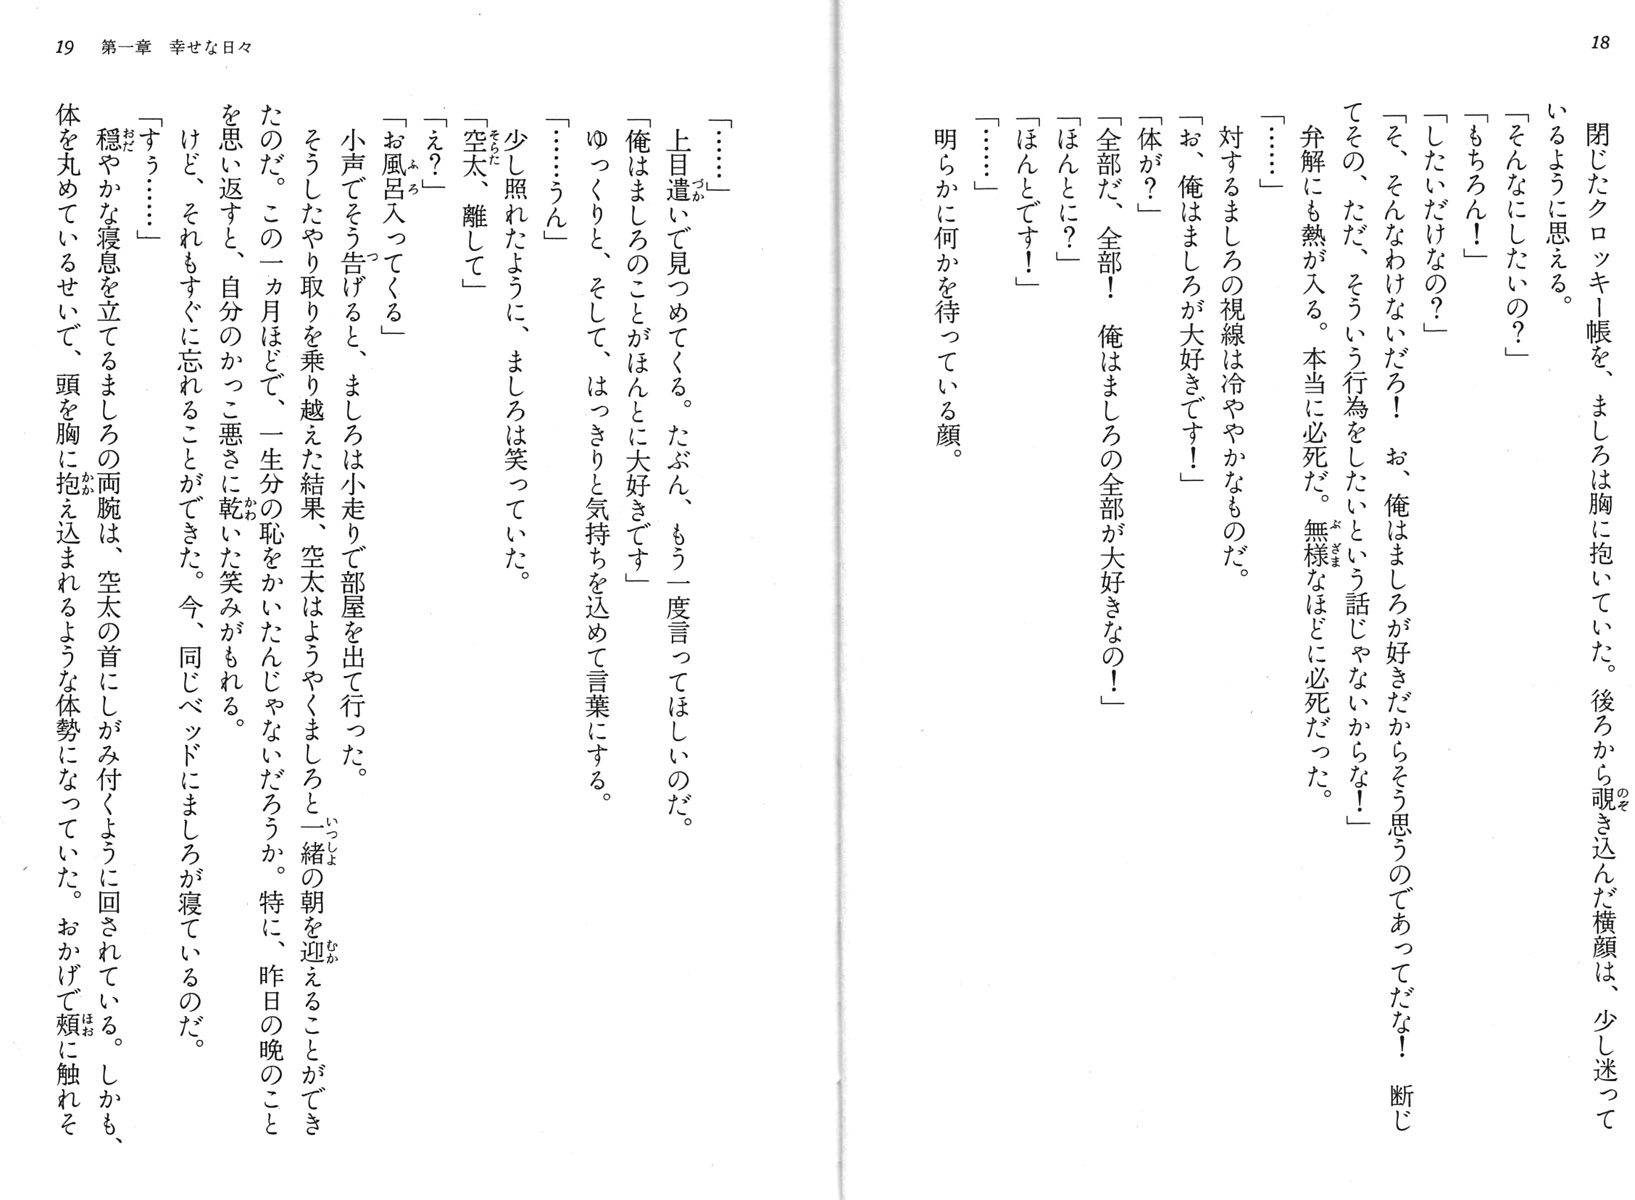 18
閉じたクロッキー帳を、ましろは胸に抱いていた。後ろから覗き込んだ横顔は、少し迷って
いるように思える。
「そんなにしたいの？」
「もちろん！」
「したいだけなの？」
「そ、そんなわけないだろ！　お、俺はましろが好きだからそう思うのであってだな！　断じ
てその、ただ、そういう行為をしたいという話じゃないからな！」
弁解にも熱が入る。本当に必死だ。無様なほどに必死だった。
「……」
対するましろの視線は冷ややかなものだ。
「お、俺はましろが大好きです！」
「体が？」
「全部だ、全部！　俺はましろの全部が大好きなの！」
「ほんとに？」
「ほんとです！」
「……」
明らかに何かを待っている顔。
19　第一章　幸せな日々
「……」
上目遣いで見つめてくる。たぶん、もう一度言ってほしいのだ。
「俺はましろのことがほんとに大好きです」
ゆっくりと、そして、はっきりと気持ちを込めて言葉にする。
「……うん」
少し照れたように、ましろは笑っていた。
「空太、離して」
「え？」
「お風呂入ってくる」
小声でそう告げると、ましろは小走りで部屋を出て行った。
そうしたやり取りを乗り越えた結果、空太はようやくましろと一緒の朝を迎えることができ
たのだ。この一ヵ月ほどで、一生分の恥をかいたんじゃないだろうか。特に、昨日の晩のこと
を思い返すと、自分のかっこ悪さに乾いた笑みがもれる。
けど、それもすぐに忘れることができた。今、同じベッドにましろが寝ているのだ。
「すぅ……」
穏やかな寝息を立てるましろの両腕は、空太の首にしがみ付くように回されている。しかも、
体を丸めているせいで、頭を胸に抱え込まれるような体勢になっていた。おかげで頬に触れそ